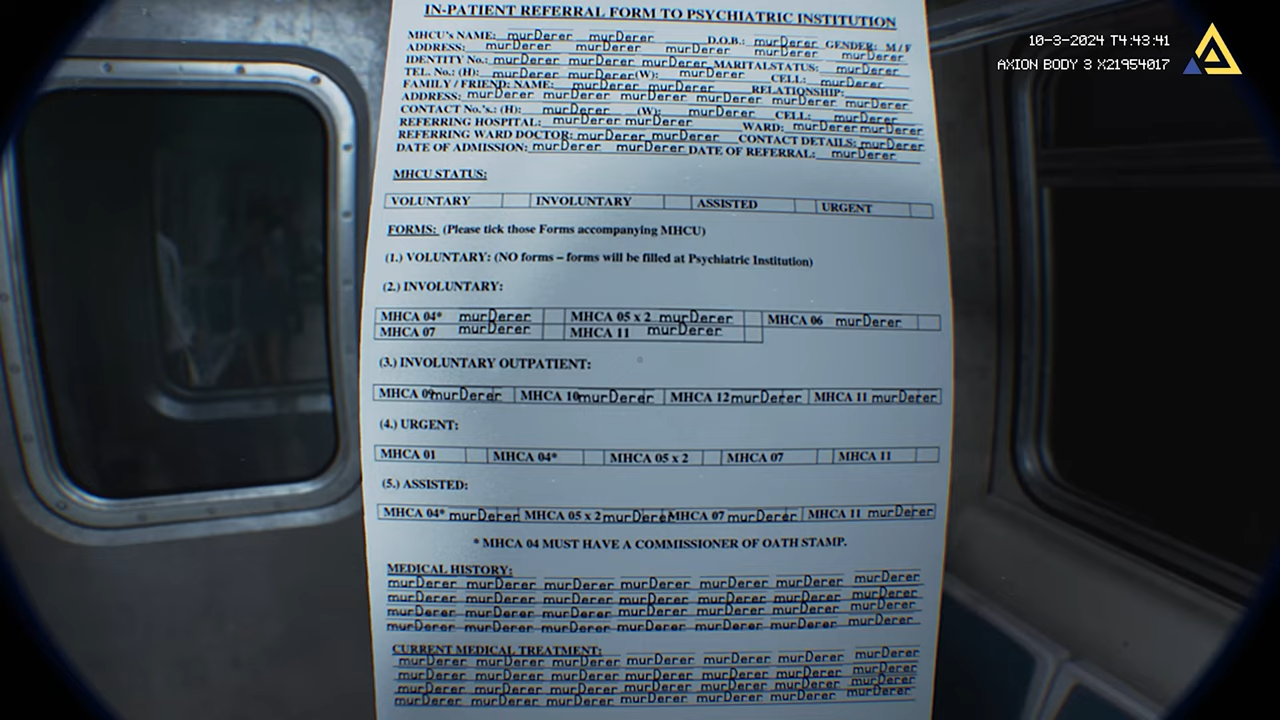 10-3-2024 T4:43:41
AXION BODY 3 X21954017
IN-PATIENT REFERRAL FORM TO PSYCHIATRIC INSTITUTION
MHCU's NAME: murDerer murDerer D.O.B.: murDerer GENDER: M/F
ADDRESS: murDerer murDerer murDerer murDerer murDerer
IDENTITY No.: murDerer murDerer murDerer MARITAL STATUS: murDerer
TEL. No.: (H): murDerer murDerer (W): murDerer CELL: murDerer
FAMILY / FRIEND: NAME: murDerer murDerer RELATIONSHIP:
ADDRESS: murDerer murDerer murDerer murDerer murDerer murDerer
CONTACT No.'s.: (H): murDerer (W): murDerer CELL: murDerer
REFERRING HOSPITAL: murDerer murDerer WARD: murDerer murDerer
REFERRING WARD DOCTOR: murDerer murDerer CONTACT DETAILS: murDerer
DATE OF ADMISSION: murDerer murDerer DATE OF REFERRAL: murDerer
MHCU STATUS:
VOLUNTARY INVOLUNTARY ASSISTED URGENT
FORMS: (Please tick those Forms accompanying MHCU)
(1.) VOLUNTARY: (NO forms – forms will be filled at Psychiatric Institution)
(2.) INVOLUNTARY:
MHCA 04* murDerer MHCA 05 x 2 murDerer MHCA 06 murDerer
MHCA 07 murDerer MHCA 11 murDerer
(3.) INVOLUNTARY OUTPATIENT:
MHCA 09 murDerer MHCA 10 murDerer MHCA 12 murDerer MHCA 11 murDerer
(4.) URGENT:
MHCA 01 MHCA 04* MHCA 05 x 2 MHCA 07 MHCA 11
(5.) ASSISTED:
MHCA 04* murDerer MHCA 05 x 2 murDerer MHCA 07 murDerer MHCA 11 murDerer
* MHCA 04 MUST HAVE A COMMISSIONER OF OATH STAMP.
MEDICAL HISTORY:
murDerer murDerer murDerer murDerer murDerer murDerer murDerer
murDerer murDerer murDerer murDerer murDerer murDerer murDerer
murDerer murDerer murDerer murDerer murDerer murDerer murDerer
murDerer murDerer murDerer murDerer murDerer murDerer murDerer
CURRENT MEDICAL TREATMENT:
murDerer murDerer murDerer murDerer murDerer murDerer murDerer
murDerer murDerer murDerer murDerer murDerer murDerer murDerer
murDerer murDerer murDerer murDerer murDerer murDerer murDerer
murDerer murDerer murDerer murDerer murDerer murDerer murDerer